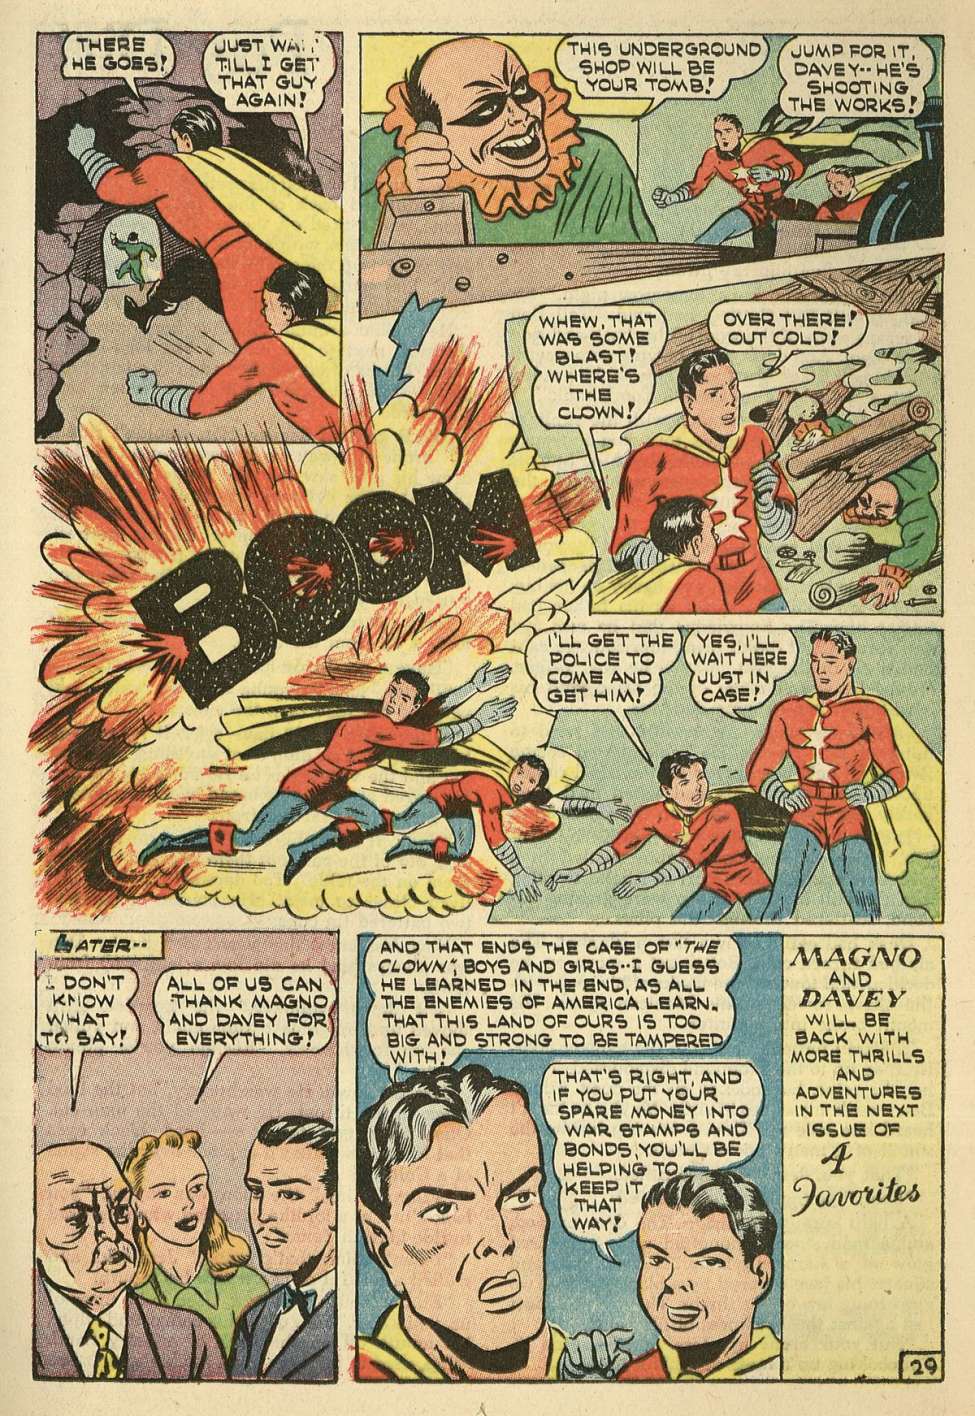 THERE
HE GOES!
JUST WAIT
TILL I GET
THAT GUY
AGAIN!
THIS UNDERGROUND
SHOP WILL BE
YOUR TOMB!
JUMP FOR IT,
DAVEY-- HE'S
SHOOTING
THE WORKS!
BOOM
WHEW, THAT
WAS SOME
BLAST!
WHERE'S
THE
CLOWN!
OVER THERE!
OUT COLD!
I'LL GET THE
POLICE TO
COME AND
GET HIM!
YES, I'LL
WAIT HERE
JUST IN
CASE!
LATER--
I DON'T
KNOW
WHAT
TO SAY!
ALL OF US CAN
THANK MAGNO
AND DAVEY FOR
EVERYTHING!
AND THAT ENDS THE CASE OF "THE
CLOWN", BOYS AND GIRLS--I GUESS
HE LEARNED IN THE END, AS ALL
THE ENEMIES OF AMERICA LEARN.
THAT THIS LAND OF OURS IS TOO
BIG AND STRONG TO BE TAMPERED
WITH!
THAT'S RIGHT, AND
IF YOU PUT YOUR
SPARE MONEY INTO
WAR STAMPS AND
BONDS, YOU'LL BE
HELPING TO
KEEP IT
THAT
WAY!
MAGNO
AND
DAVEY
WILL BE
BACK WITH
MORE THRILLS
AND
ADVENTURES
IN THE NEXT
ISSUE OF
4
Favorites
29